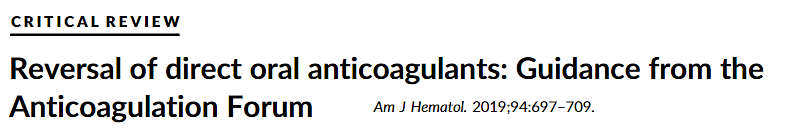 CRITICAL REVIEW
Reversal of direct oral anticoagulants: Guidance from the
Anticoagulation Forum
Am J Hematol. 2019;94:697–709.